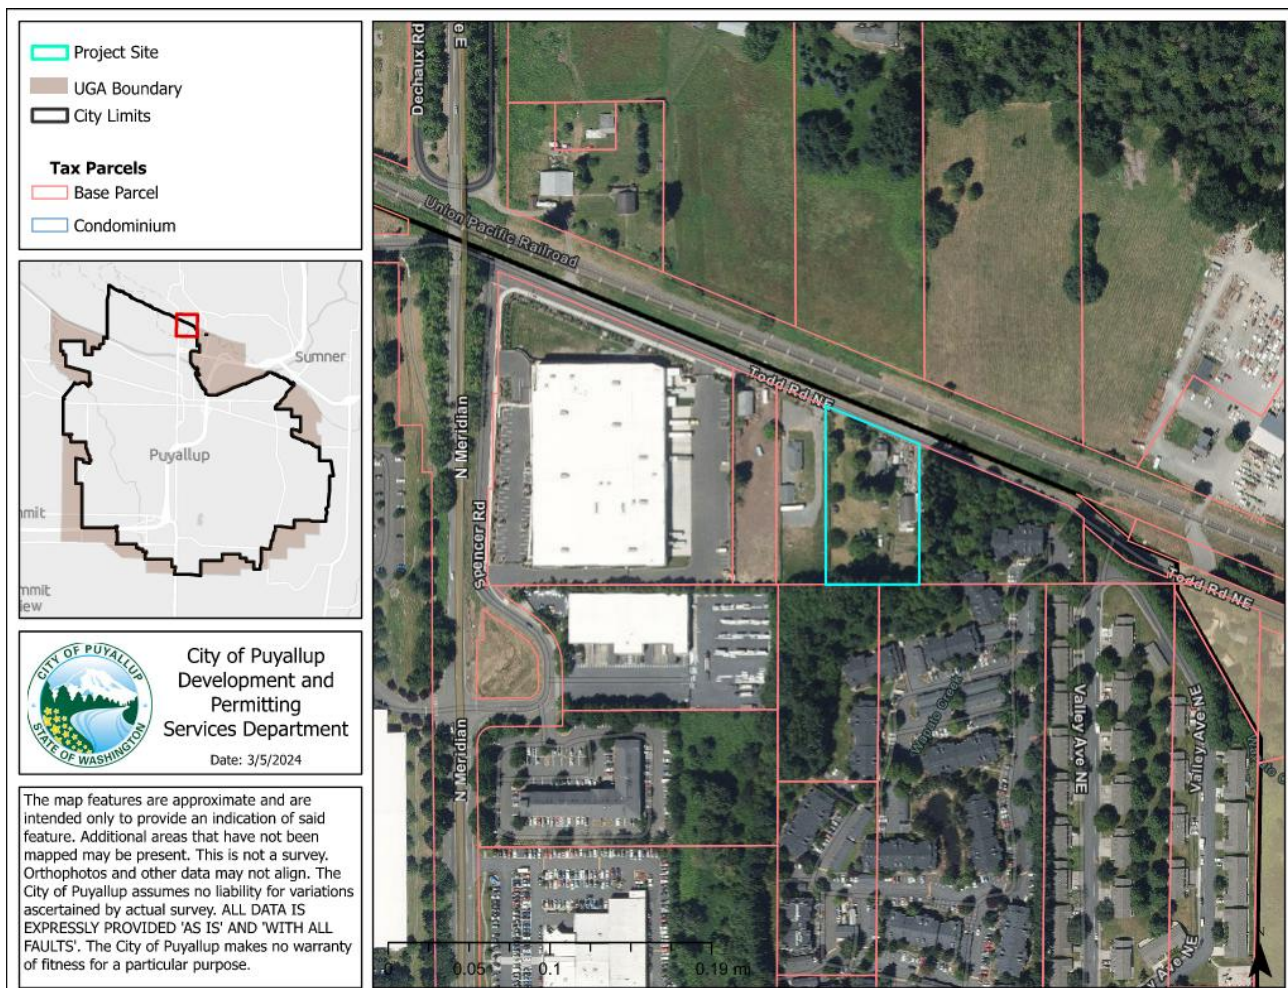 Project Site
UGA Boundary
City Limits
Tax Parcels
Base Parcel
Condominium
Sumner
Puyallup
mmit
mmit
iew
CITY OF PUYALLUP
STATE OF WASHINGTON
City of Puyallup
Development and
Permitting
Services Department
Date: 3/5/2024
The map features are approximate and are
intended only to provide an indication of said
feature. Additional areas that have not been
mapped may be present. This is not a survey.
Orthophotos and other data may not align. The
City of Puyallup assumes no liability for variations
ascertained by actual survey. ALL DATA IS
EXPRESSLY PROVIDED 'AS IS' AND 'WITH ALL
FAULTS'. The City of Puyallup makes no warranty
of fitness for a particular purpose.
Dechaux Rd
e E
Union Pacific Railroad
Todd Rd NE
N Meridian
Spencer Rd
Todd Rd NE
Wapato Creek
Valley Ave NE
Valley Ave NE
N Meridian
y Ave NE
0 0.05 0.1 0.19 mi